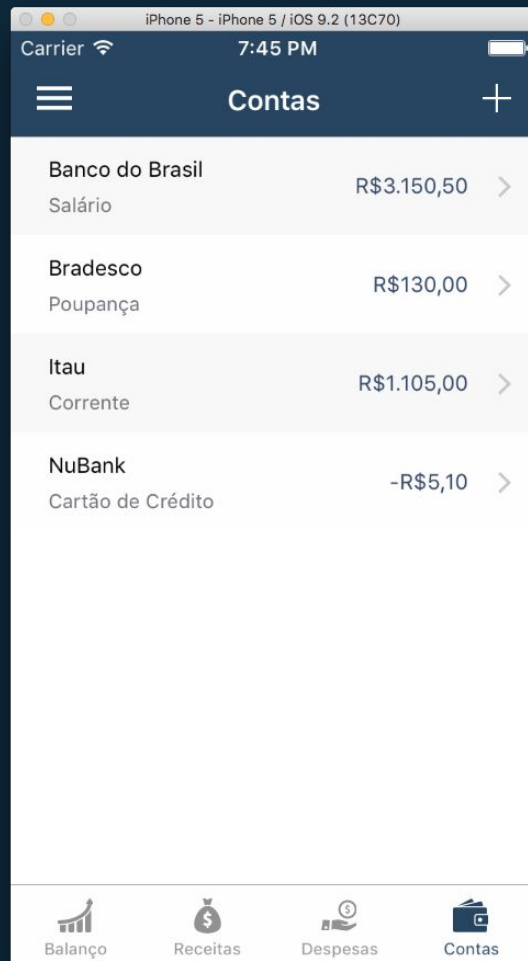 iPhone 5 - iPhone 5 / iOS 9.2 (13C70)
Carrier 7:45 PM
Contas
Banco do Brasil
R$3.150,50
Salário
Bradesco
R$130,00
Poupança
Itau
R$1.105,00
Corrente
NuBank
-R$5,10
Cartão de Crédito
Balanço Receitas Despesas Contas